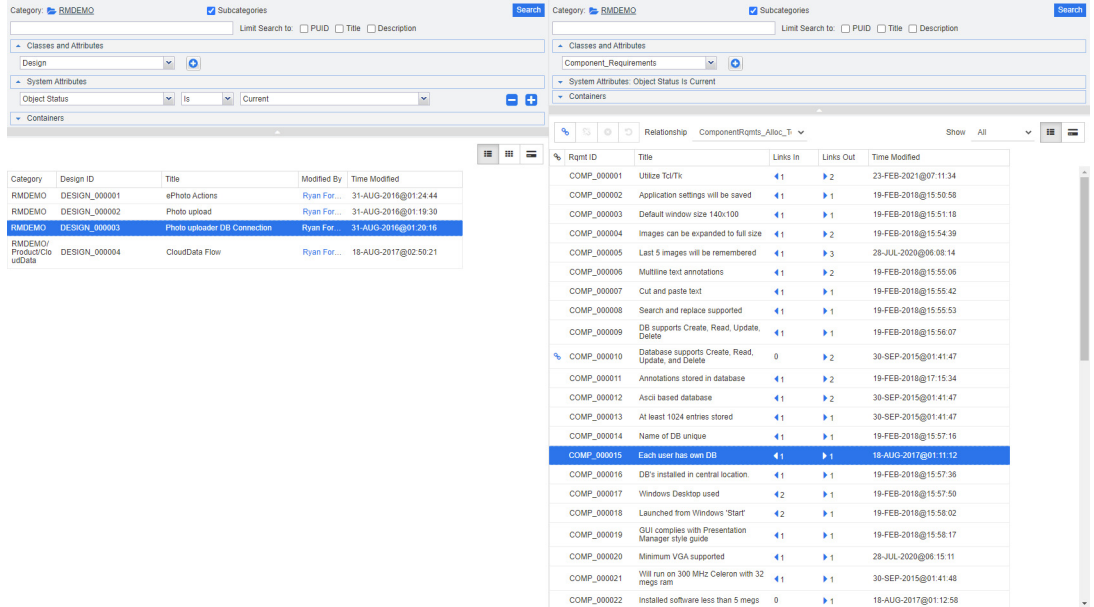 Category: RMDEMO Subcategories Search
Limit Search to: PUID Title Description
Classes and Attributes
Design
System Attributes
Object Status Is Current
Containers
Category Design ID Title Modified By Time Modified
RMDEMO DESIGN_000001 ePhoto Actions Ryan For... 31-AUG-2016@01:24:44
RMDEMO DESIGN_000002 Photo upload Ryan For... 31-AUG-2016@01:19:30
RMDEMO DESIGN_000003 Photo uploader DB Connection Ryan For... 31-AUG-2016@01:20:16
RMDEMO/
Product/Clo
udData
DESIGN_000004 CloudData Flow Ryan For... 18-AUG-2017@02:50:21
Category: RMDEMO Subcategories Search
Limit Search to: PUID Title Description
Classes and Attributes
Component_Requirements
System Attributes: Object Status Is Current
Containers
Relationship ComponentRqmts_Alloc_T Show All
Rqmt ID Title Links In Links Out Time Modified
COMP_000001 Utilize Tcl/Tk 1 2 23-FEB-2021@07:11:34
COMP_000002 Application settings will be saved 1 1 19-FEB-2018@15:50:58
COMP_000003 Default window size 140x100 1 1 19-FEB-2018@15:51:18
COMP_000004 Images can be expanded to full size 1 2 19-FEB-2018@15:54:39
COMP_000005 Last 5 images will be remembered 1 3 28-JUL-2020@06:08:14
COMP_000006 Multiline text annotations 1 2 19-FEB-2018@15:55:06
COMP_000007 Cut and paste text 1 1 19-FEB-2018@15:55:42
COMP_000008 Search and replace supported 1 1 19-FEB-2018@15:55:53
COMP_000009 DB supports Create, Read, Update,
Delete 1 1 19-FEB-2018@15:56:07
COMP_000010 Database supports Create, Read,
Update, and Delete 0 2 30-SEP-2015@01:41:47
COMP_000011 Annotations stored in database 1 2 19-FEB-2018@17:15:34
COMP_000012 Ascii based database 1 2 30-SEP-2015@01:41:47
COMP_000013 At least 1024 entries stored 1 1 30-SEP-2015@01:41:47
COMP_000014 Name of DB unique 1 1 19-FEB-2018@15:57:16
COMP_000015 Each user has own DB 1 1 18-AUG-2017@01:11:12
COMP_000016 DB's installed in central location. 1 1 19-FEB-2018@15:57:36
COMP_000017 Windows Desktop used 2 1 19-FEB-2018@15:57:50
COMP_000018 Launched from Windows 'Start' 2 1 19-FEB-2018@15:58:02
COMP_000019 GUI complies with Presentation
Manager style guide 1 1 19-FEB-2018@15:58:17
COMP_000020 Minimum VGA supported 1 1 28-JUL-2020@06:15:11
COMP_000021 Will run on 300 MHz Celeron with 32
megs ram 1 1 30-SEP-2015@01:41:48
COMP_000022 Installed software less than 5 megs 0 1 18-AUG-2017@01:12:58